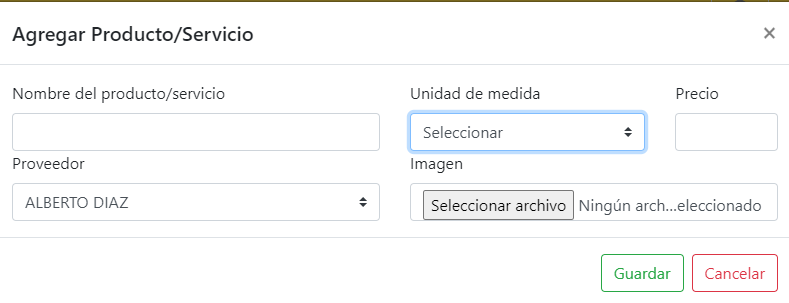 Agregar Producto/Servicio ×
Nombre del producto/servicio Unidad de medida Precio
Seleccionar
Proveedor Imagen
ALBERTO DIAZ Seleccionar archivo Ningún arch...eleccionado
Guardar Cancelar